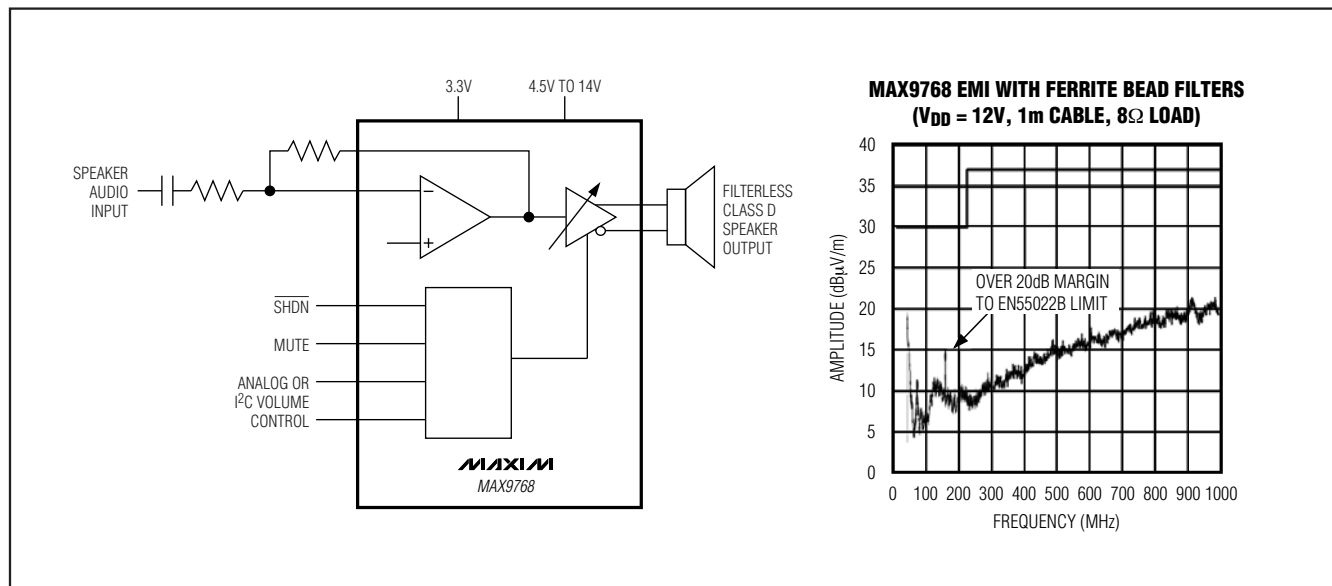 3.3V
4.5V TO 14V
SPEAKER
AUDIO
INPUT
−
+
FILTERLESS
CLASS D
SPEAKER
OUTPUT
SHDN
MUTE
ANALOG OR
I²C VOLUME
CONTROL
MAXIM
MAX9768
MAX9768 EMI WITH FERRITE BEAD FILTERS
(VDD = 12V, 1m CABLE, 8Ω LOAD)
AMPLITUDE (dBµV/m)
40
35
30
25
20
15
10
5
0
OVER 20dB MARGIN
TO EN55022B LIMIT
0 100 200 300 400 500 600 700 800 900 1000
FREQUENCY (MHz)